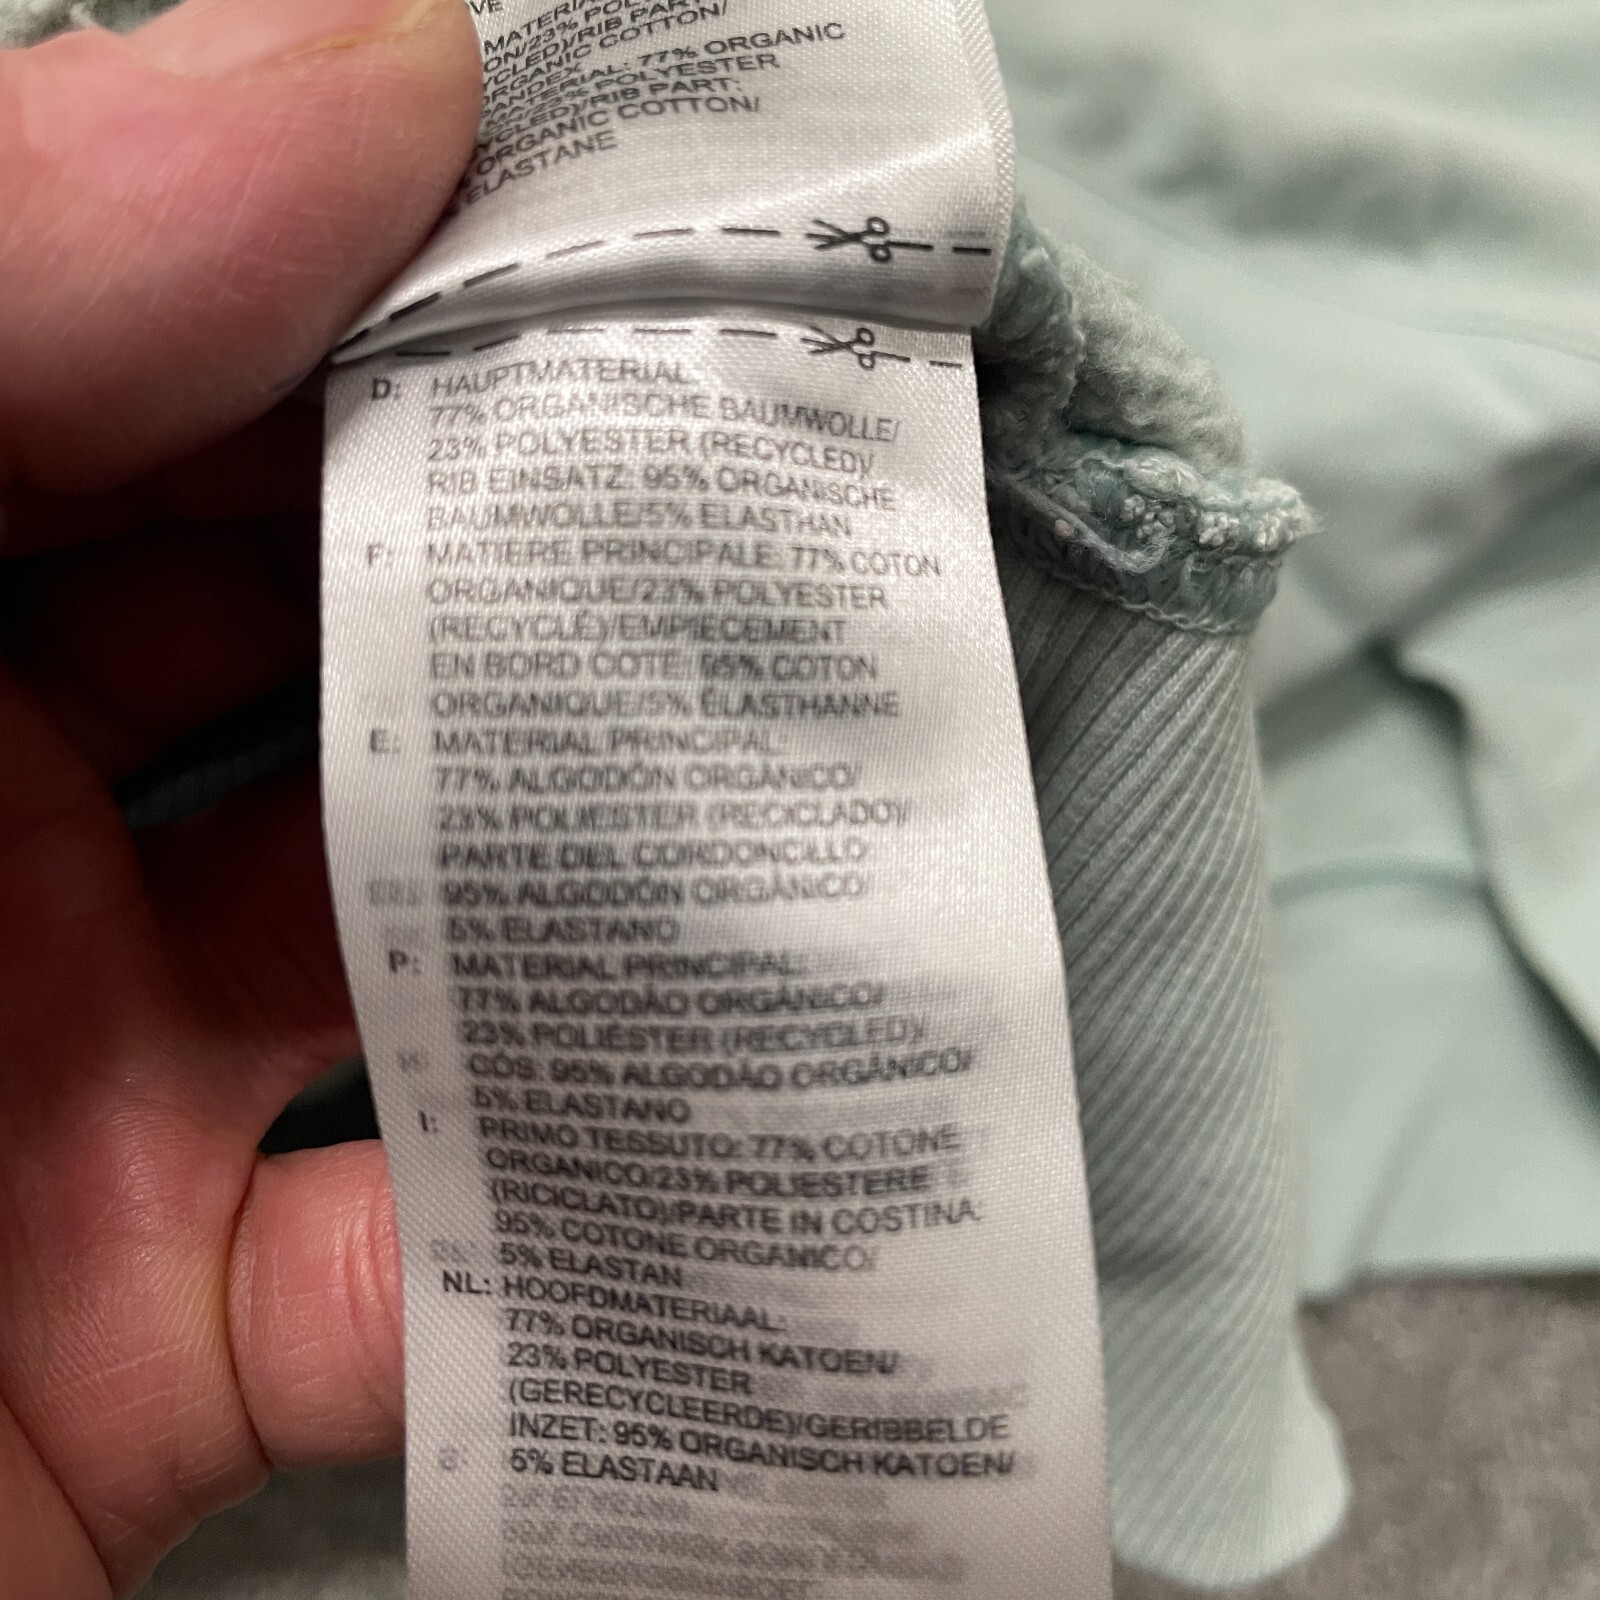 VE
MATERIAL
ON/23% POL
YCLED)/RIB PART
ORGANIC COTTON/
ANDEX
MATERIAL: 77% ORGANIC
23% POLYESTER
YCLED)/RIB PART:
ORGANIC COTTON/
ELASTANE
D: HAUPTMATERIAL:
77% ORGANISCHE BAUMWOLLE/
23% POLYESTER (RECYCLED)/
RIB EINSATZ: 95% ORGANISCHE
BAUMWOLLE/5% ELASTHAN
F: MATIERE PRINCIPALE: 77% COTON
ORGANIQUE/23% POLYESTER
(RECYCLÉ)/EMPIECEMENT
EN BORD COTE: 95% COTON
ORGANIQUE/5% ÉLASTHANNE
E: MATERIAL PRINCIPAL:
77% ALGODÓN ORGÁNICO/
23% POLIESTER (RECICLADO)/
PARTE DEL CORDONCILLO:
95% ALGODÓN ORGÁNICO/
5% ELASTANO
P: MATERIAL PRINCIPAL:
77% ALGODÃO ORGÂNICO/
23% POLIÉSTER (RECYCLED)/
CÓS: 95% ALGODÃO ORGÂNICO/
5% ELASTANO
I: PRIMO TESSUTO: 77% COTONE
ORGANICO/23% POLIESTERE
(RICICLATO)/PARTE IN COSTINA:
95% COTONE ORGANICO/
5% ELASTAN
NL: HOOFDMATERIAAL:
77% ORGANISCH KATOEN/
23% POLYESTER
(GERECYCLEERDE)/GERIBBELDE
INZET: 95% ORGANISCH KATOEN/
5% ELASTAAN